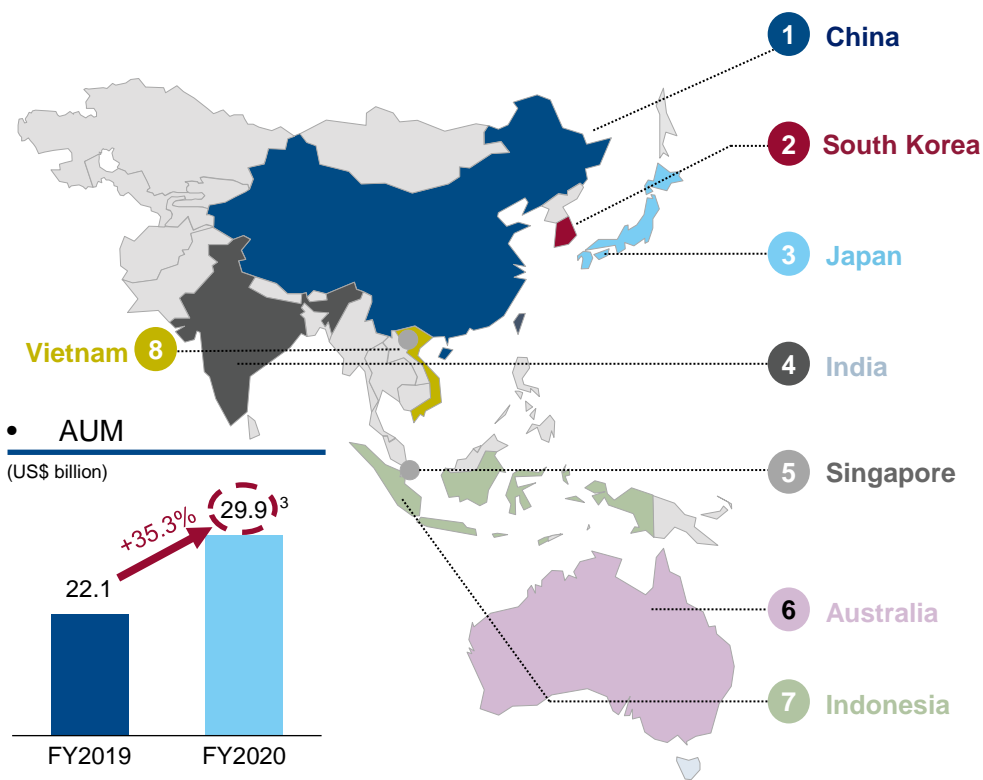 1 China
2 South Korea
3 Japan
Vietnam 8
4 India
• AUM
(US$ billion)
5 Singapore
+35.3%
29.9 3
22.1
6 Australia
7 Indonesia
FY2019 FY2020